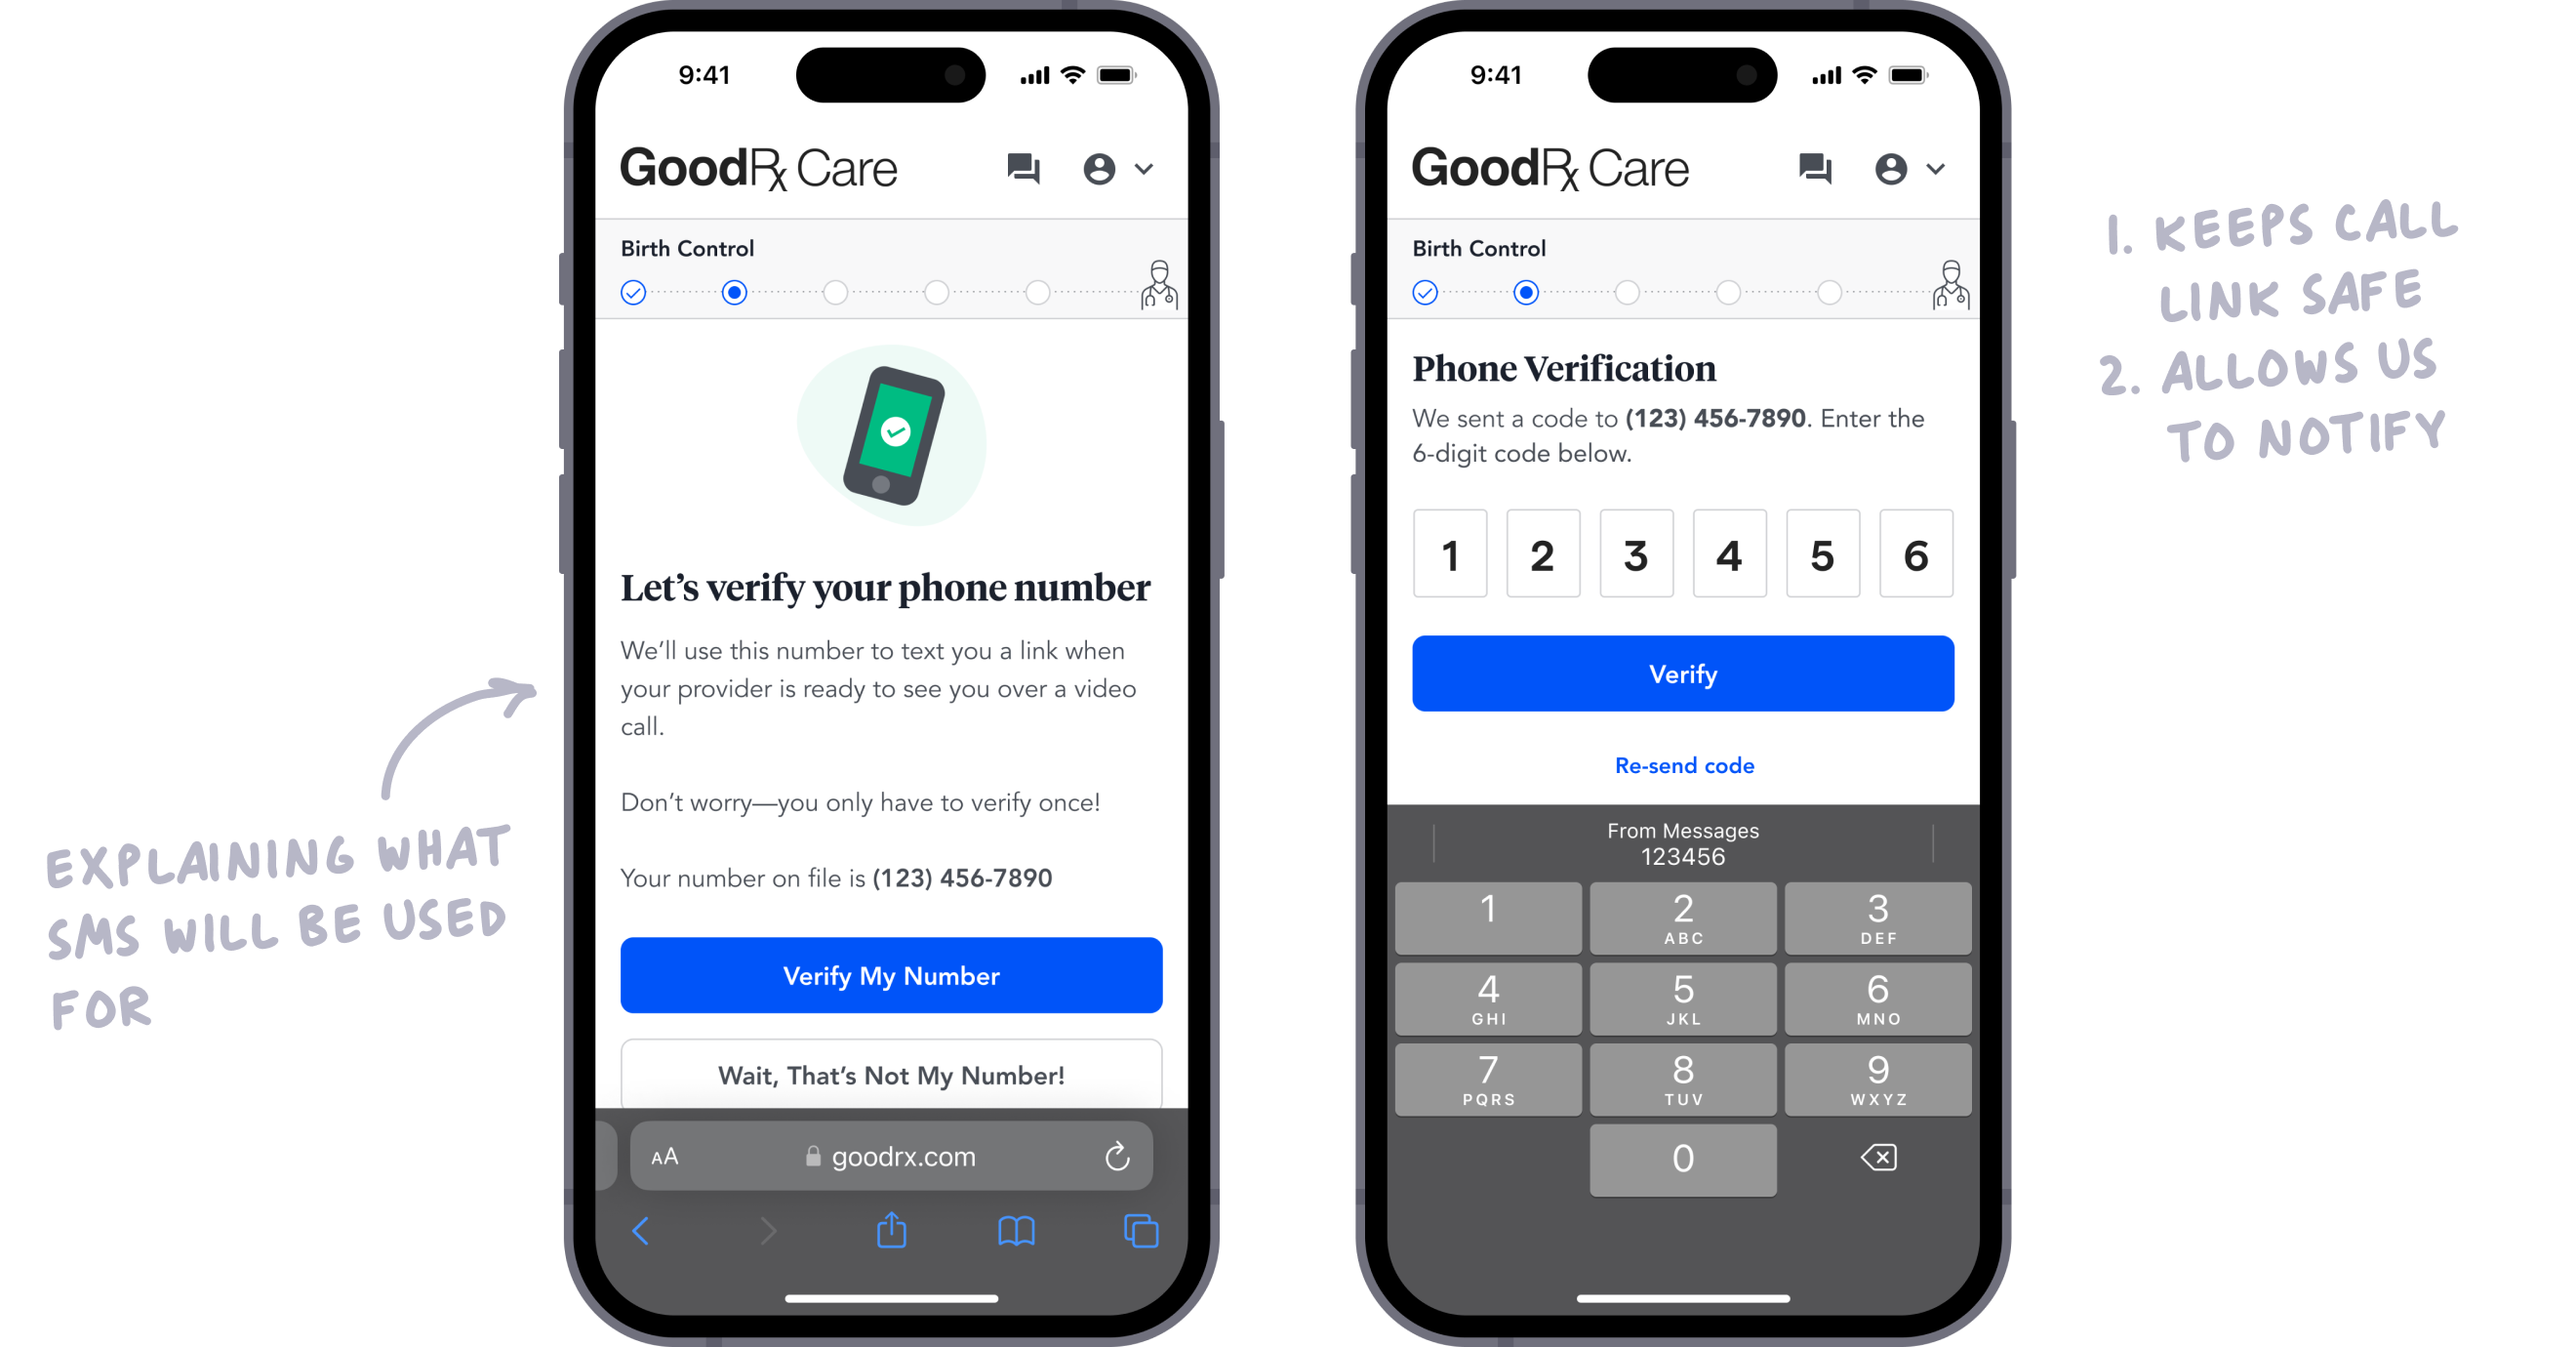 EXPLAINING WHAT
SMS WILL BE USED
FOR
9:41
GoodRx Care
Birth Control
Let’s verify your phone number
We’ll use this number to text you a link when
your provider is ready to see you over a video
call.
Don’t worry—you only have to verify once!
Your number on file is (123) 456-7890
Verify My Number
Wait, That’s Not My Number!
AA goodrx.com
9:41
GoodRx Care
Birth Control
Phone Verification
We sent a code to (123) 456-7890. Enter the
6-digit code below.
1 2 3 4 5 6
Verify
Re-send code
From Messages
123456
1 2 3
ABC DEF
4 5 6
GHI JKL MNO
7 8 9
PQRS TUV WXYZ
0
1. KEEPS CALL
LINK SAFE
2. ALLOWS US
TO NOTIFY